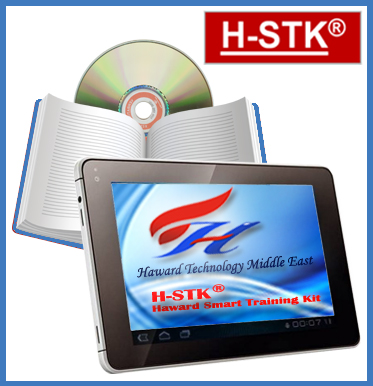 H-STK®
Haward Technology Middle East
H-STK®
Haward Smart Training Kit